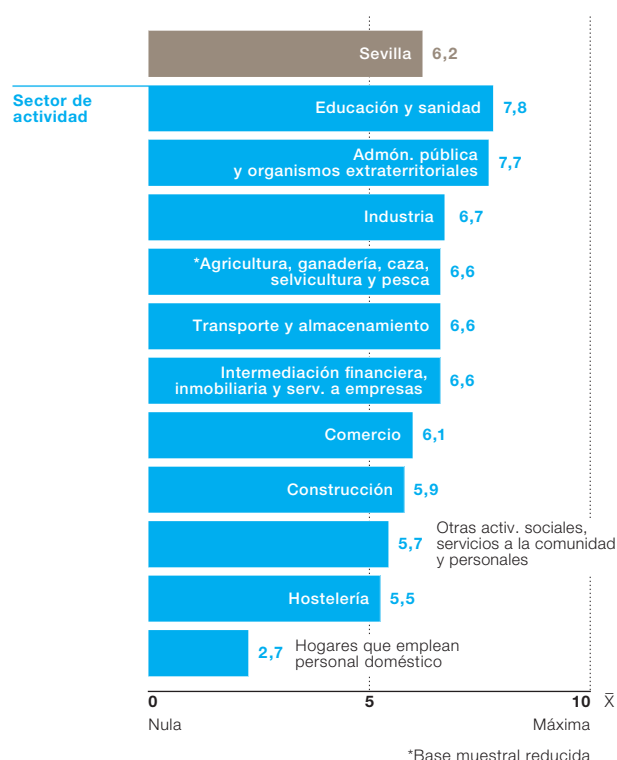 Sevilla 6,2
Sector de
actividad
Educación y sanidad 7,8
Admón. pública
y organismos extraterritoriales 7,7
Industria 6,7
*Agricultura, ganadería, caza,
selvicultura y pesca 6,6
Transporte y almacenamiento 6,6
Intermediación financiera,
inmobiliaria y serv. a empresas 6,6
Comercio 6,1
Construcción 5,9
5,7 Otras activ. sociales,
servicios a la comunidad
y personales
Hostelería 5,5
2,7 Hogares que emplean
personal doméstico
0 5 10 X̅
Nula Máxima
*Base muestral reducida